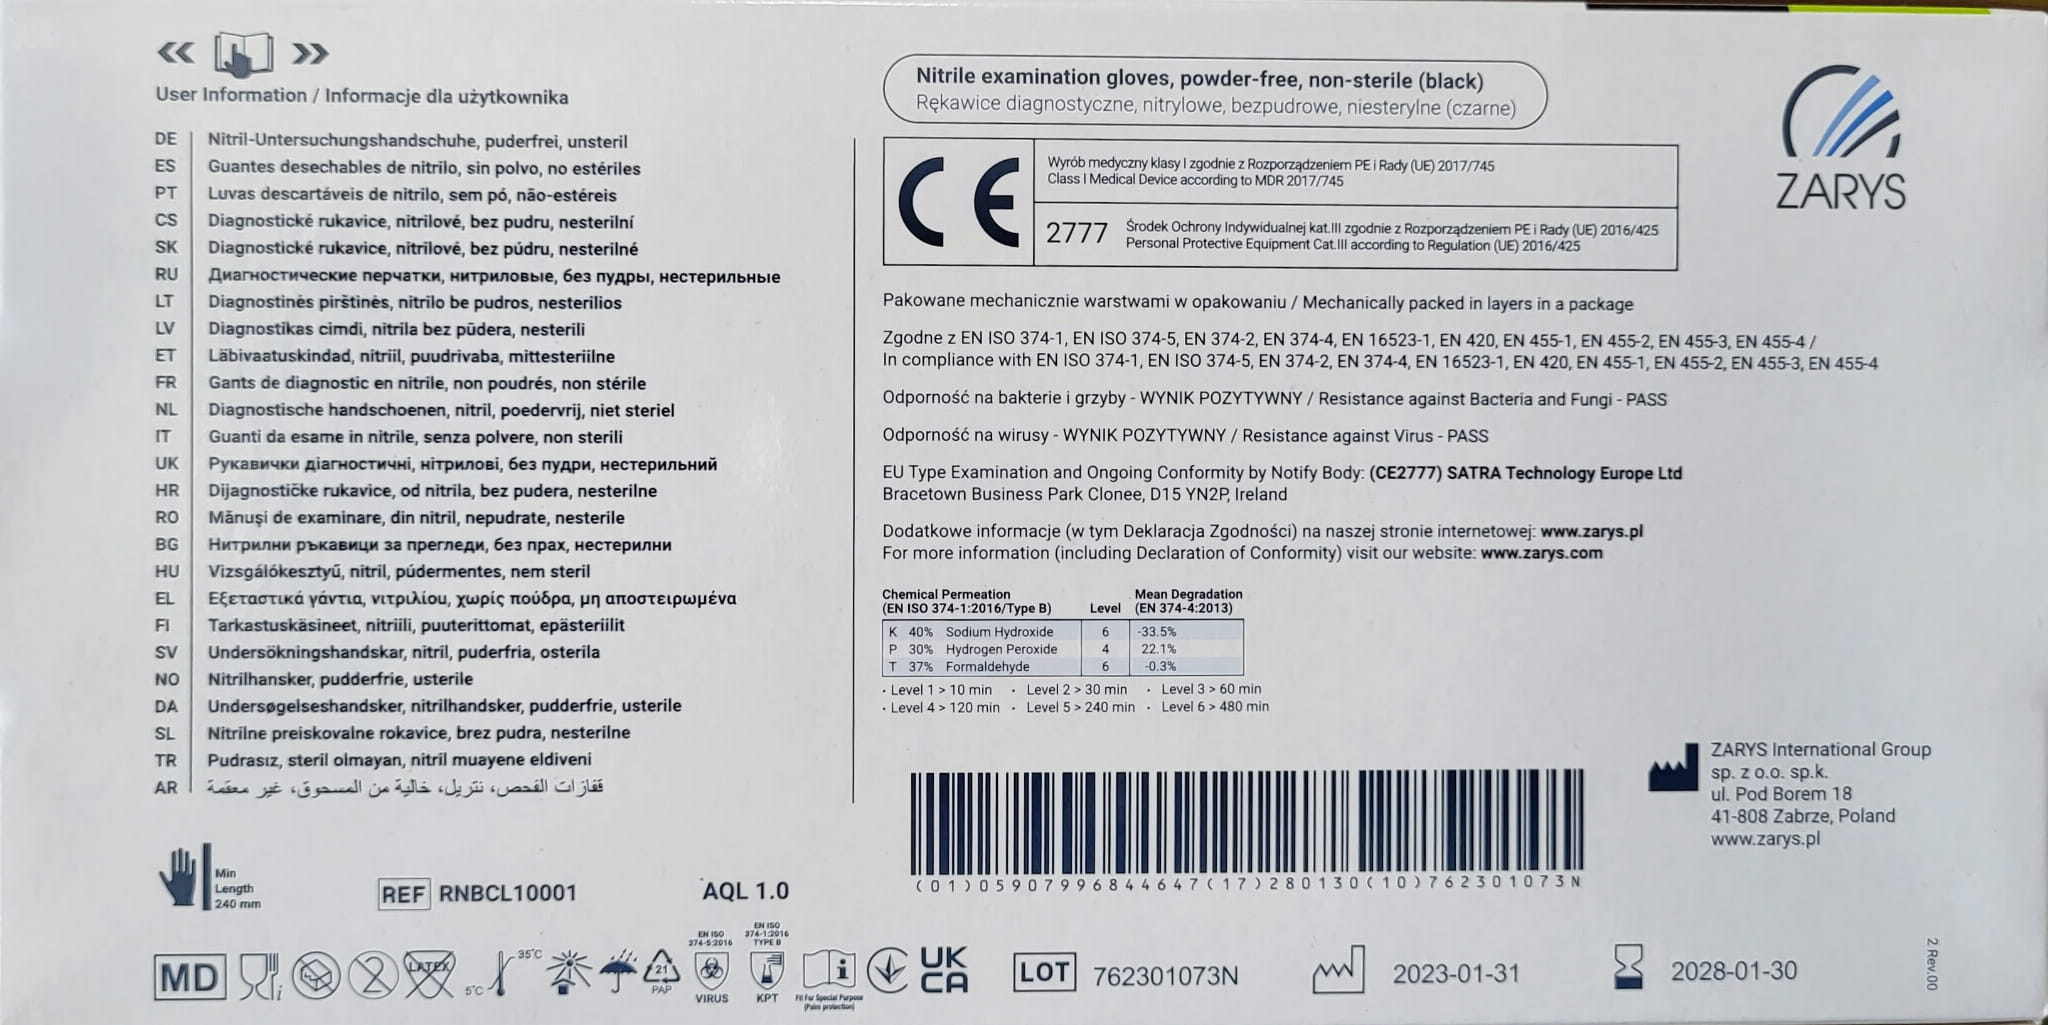 User Information / Informacje dla użytkownika
DE Nitril-Untersuchungshandschuhe, puderfrei, unsteril
ES Guantes desechables de nitrilo, sin polvo, no estériles
PT Luvas descartáveis de nitrilo, sem pó, não-estéreis
CS Diagnostické rukavice, nitrilové, bez pudru, nesterilní
SK Diagnostické rukavice, nitrilové, bez púdru, nesterilné
RU Диагностические перчатки, нитриловые, без пудры, нестерильные
LT Diagnostinės pirštinės, nitrilo be pudros, nesterilios
LV Diagnostikas cimdi, nitrila bez pūdera, nesterili
ET Läbivaatuskindad, nitriil, puudrivaba, mittesteriilne
FR Gants de diagnostic en nitrile, non poudrés, non stérile
NL Diagnostische handschoenen, nitril, poedervrij, niet steriel
IT Guanti da esame in nitrile, senza polvere, non sterili
UK Рукавички діагностичні, нітрилові, без пудри, нестерильний
HR Dijagnostičke rukavice, od nitrila, bez pudera, nesterilne
RO Mănuși de examinare, din nitril, nepudrate, nesterile
BG Нитрилни ръкавици за прегледи, без прах, нестерилни
HU Vizsgálókesztyű, nitril, púdermentes, nem steril
EL Εξεταστικά γάντια, νιτριλίου, χωρίς πούδρα, μη αποστειρωμένα
FI Tarkastuskäsineet, nitriili, puuterittomat, epästeriilit
SV Undersökningshandskar, nitril, puderfria, osterila
NO Nitrilhansker, pudderfrie, usterile
DA Undersøgelseshandsker, nitrilhandsker, pudderfrie, usterile
SL Nitrilne preiskovalne rokavice, brez pudra, nesterilne
TR Pudrasız, steril olmayan, nitril muayene eldiveni
AR قفازات الفحص، نتريل، خالية من المسحوق، غير معقمة
Min
Length
240 mm
REF RNBCL10001
AQL 1.0
Nitrile examination gloves, powder-free, non-sterile (black)
Rękawice diagnostyczne, nitrylowe, bezpudrowe, niesterylne (czarne)
ZARYS
CE
Wyrób medyczny klasy I zgodnie z Rozporządzeniem PE i Rady (UE) 2017/745
Class I Medical Device according to MDR 2017/745
2777
Środek Ochrony Indywidualnej kat.III zgodnie z Rozporządzeniem PE i Rady (UE) 2016/425
Personal Protective Equipment Cat.III according to Regulation (UE) 2016/425
Pakowane mechanicznie warstwami w opakowaniu / Mechanically packed in layers in a package
Zgodne z EN ISO 374-1, EN ISO 374-5, EN 374-2, EN 374-4, EN 16523-1, EN 420, EN 455-1, EN 455-2, EN 455-3, EN 455-4 /
In compliance with EN ISO 374-1, EN ISO 374-5, EN 374-2, EN 374-4, EN 16523-1, EN 420, EN 455-1, EN 455-2, EN 455-3, EN 455-4
Odporność na bakterie i grzyby - WYNIK POZYTYWNY / Resistance against Bacteria and Fungi - PASS
Odporność na wirusy - WYNIK POZYTYWNY / Resistance against Virus - PASS
EU Type Examination and Ongoing Conformity by Notify Body: (CE2777) SATRA Technology Europe Ltd
Bracetown Business Park Clonee, D15 YN2P, Ireland
Dodatkowe informacje (w tym Deklaracja Zgodności) na naszej stronie internetowej: www.zarys.pl
For more information (including Declaration of Conformity) visit our website: www.zarys.com
Chemical Permeation Mean Degradation
(EN ISO 374-1:2016/Type B) Level (EN 374-4:2013)
K 40% Sodium Hydroxide 6 -33.5%
P 30% Hydrogen Peroxide 4 22.1%
T 37% Formaldehyde 6 -0.3%
· Level 1 > 10 min · Level 2 > 30 min · Level 3 > 60 min
· Level 4 > 120 min · Level 5 > 240 min · Level 6 > 480 min
(01)05907996844647(17)280130(10)762301073N
ZARYS International Group
sp. z o.o. sp.k.
ul. Pod Borem 18
41-808 Zabrze, Poland
www.zarys.pl
MD
i
2
LATEX
5°C
35°C
21
PAP
EN ISO
374-5:2016
VIRUS
EN ISO
374-1:2016
TYPE B
KPT
i
Fit For Special Purpose
(Palm protection)
UK
CA
LOT 762301073N
2023-01-31
2028-01-30
2 Rev.00